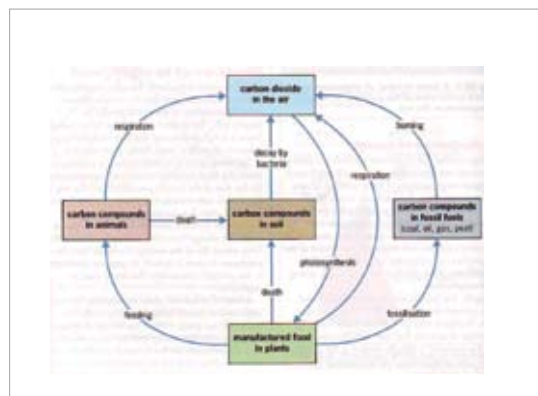 carbon dioxide
in the air
respiration
burning
decay by
bacteria
respiration
carbon compounds
in animals
death
carbon compounds
in soil
carbon compounds
in fossil fuels
(coal, oil, gas, peat)
photosynthesis
death
feeding
fossilisation
manufactured food
in plants